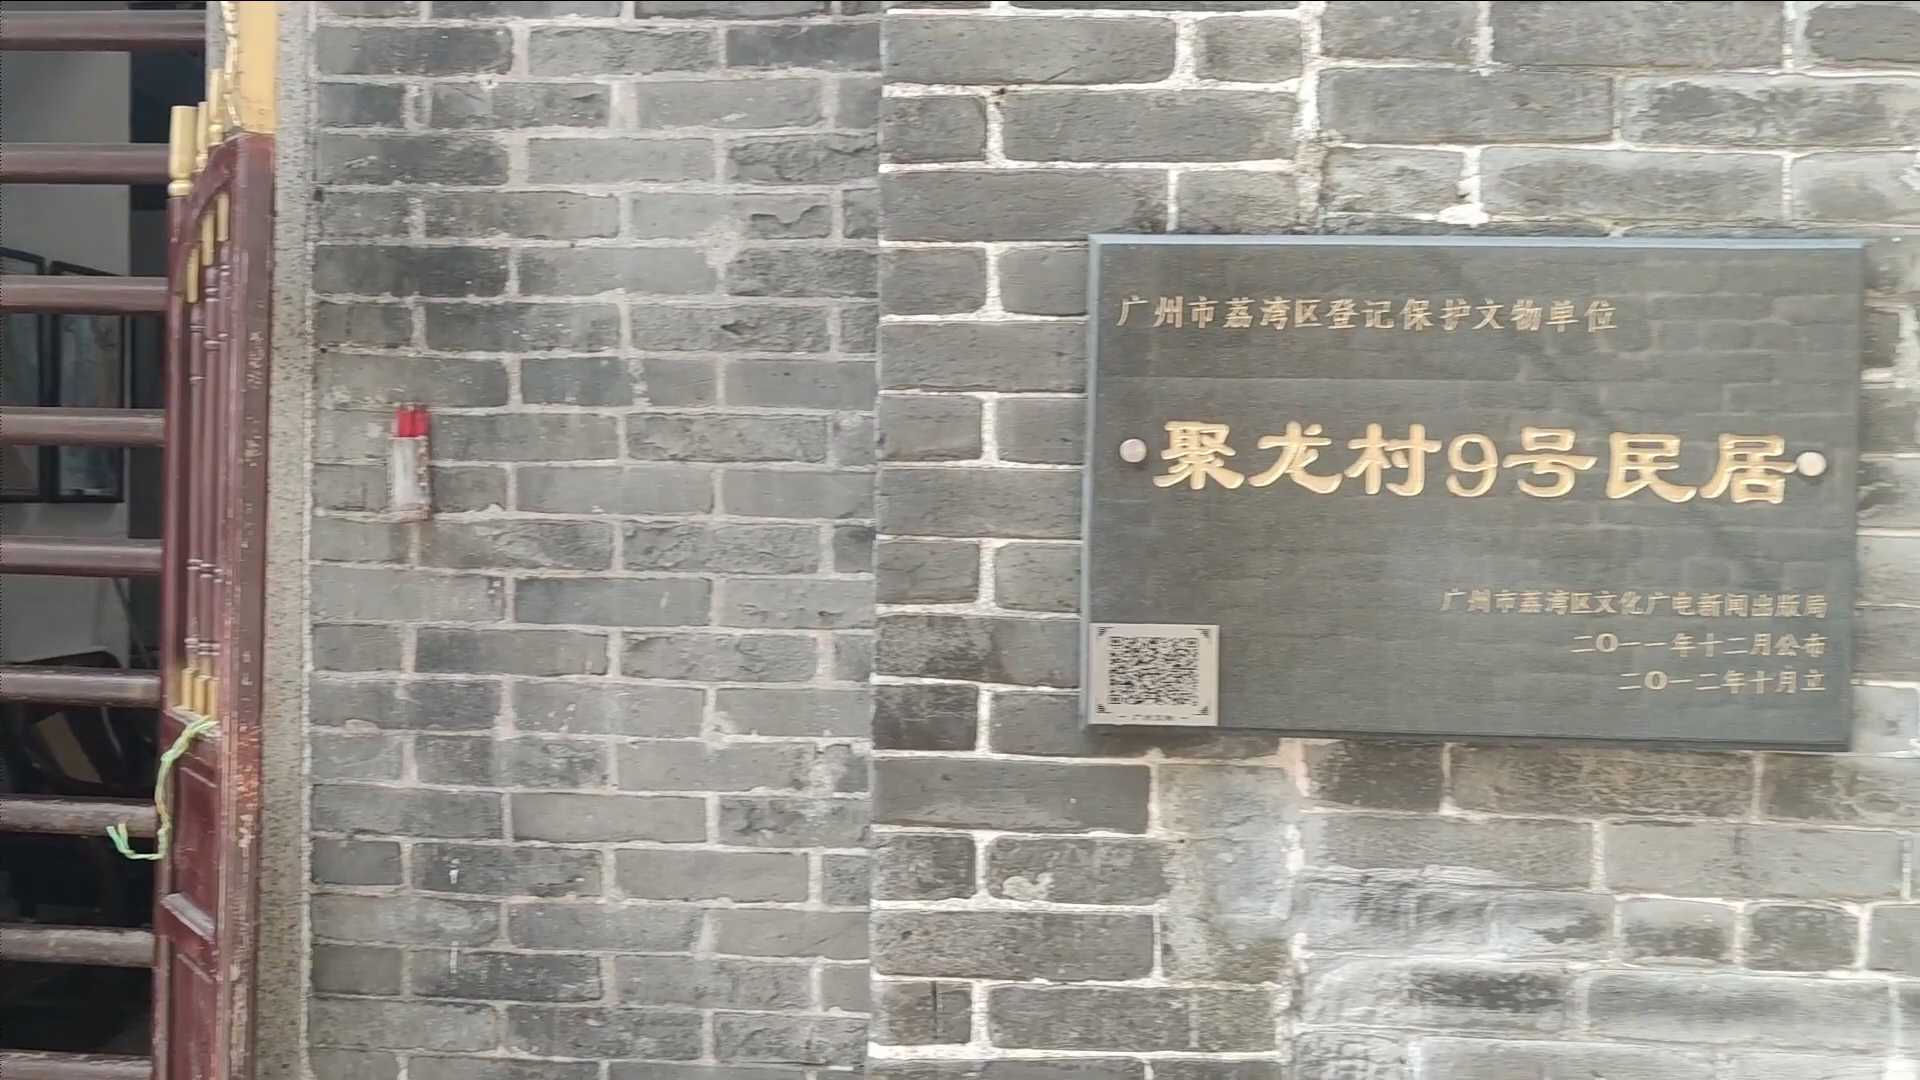 广州市荔湾区登记保护文物单位
聚龙村9号民居
广州市荔湾区文化广电新闻出版局
二〇一一年十二月公布
二〇一二年十月立